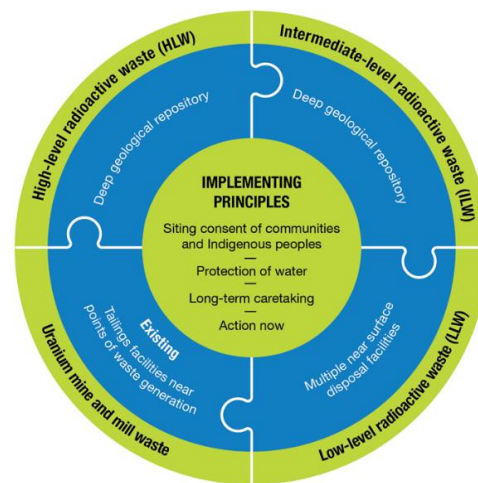 High-level radioactive waste (HLW)
Intermediate-level radioactive waste (ILW)
Deep geological repository
Deep geological repository
IMPLEMENTING
PRINCIPLES
Siting consent of communities
and Indigenous peoples
Protection of water
Long-term caretaking
Action now
Existing
Tailings facilities near
points of waste generation
Multiple near surface
disposal facilities
Uranium mine and mill waste
Low-level radioactive waste (LLW)